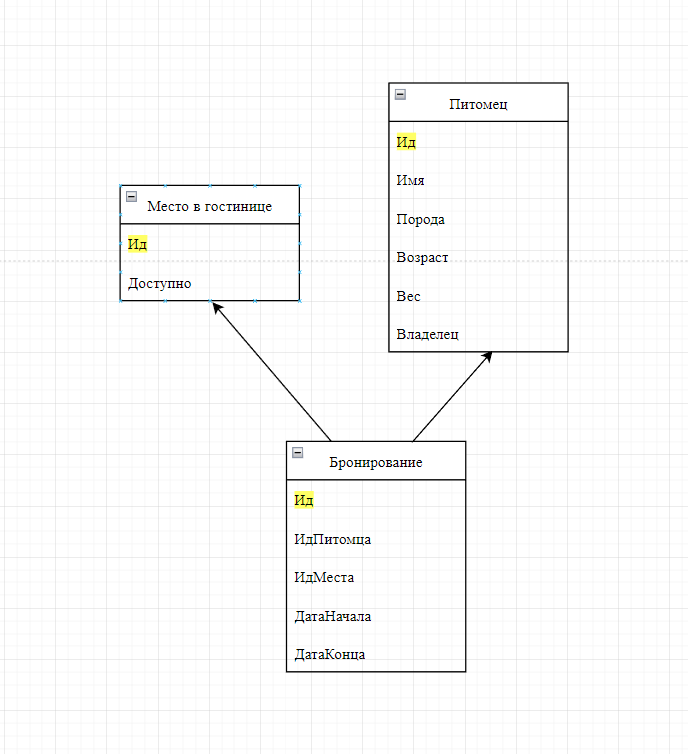 Питомец
Ид
Имя
Порода
Возраст
Вес
Владелец
Место в гостинице
Ид
Доступно
Бронирование
Ид
ИдПитомца
ИдМеста
ДатаНачала
ДатаКонца